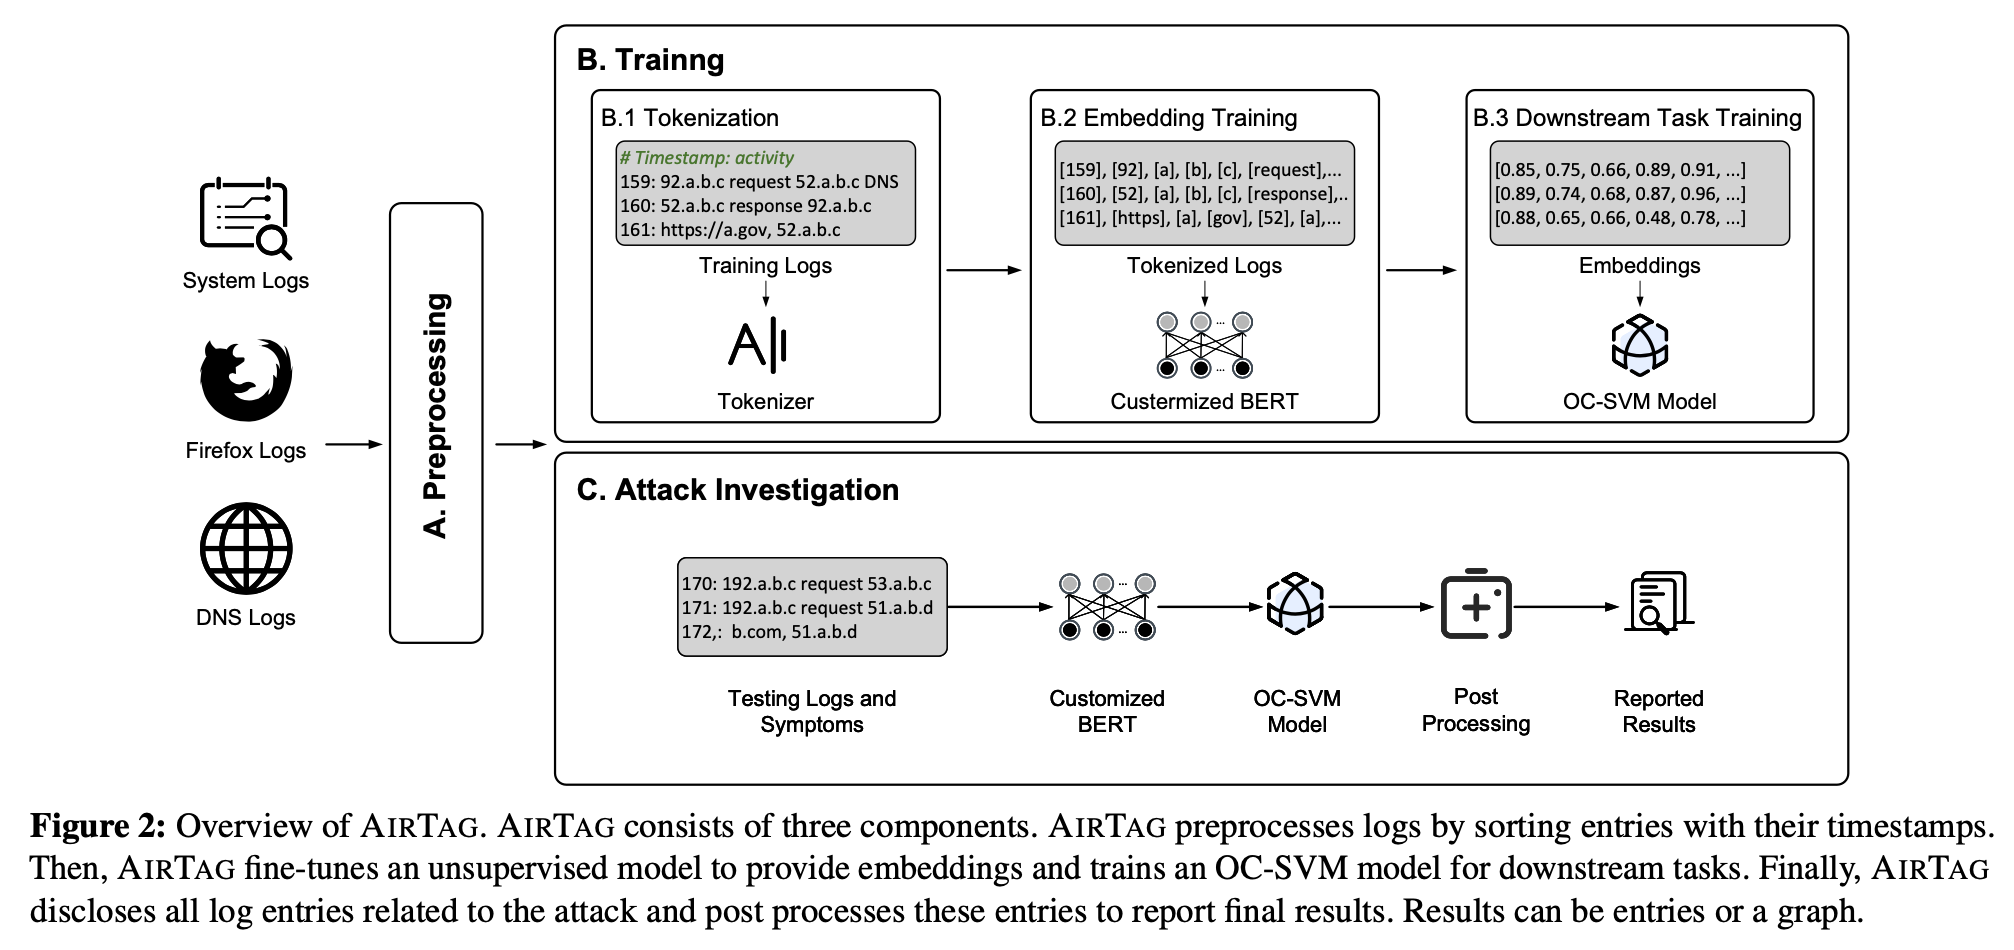 System Logs
Firefox Logs
DNS Logs
A. Preprocessing
B. Trainng
B.1 Tokenization
# Timestamp: activity
159: 92.a.b.c request 52.a.b.c DNS
160: 52.a.b.c response 92.a.b.c
161: https://a.gov, 52.a.b.c
Training Logs
A
Tokenizer
B.2 Embedding Training
[159], [92], [a], [b], [c], [request],...
[160], [52], [a], [b], [c], [response],..
[161], [https], [a], [gov], [52], [a],...
Tokenized Logs
...
...
Custermized BERT
B.3 Downstream Task Training
[0.85, 0.75, 0.66, 0.89, 0.91, ...]
[0.89, 0.74, 0.68, 0.87, 0.96, ...]
[0.88, 0.65, 0.66, 0.48, 0.78, ...]
Embeddings
OC-SVM Model
C. Attack Investigation
170: 192.a.b.c request 53.a.b.c
171: 192.a.b.c request 51.a.b.d
172,:  b.com, 51.a.b.d
Testing Logs and
Symptoms
...
...
Customized
BERT
OC-SVM
Model
Post
Processing
Reported
Results
Figure 2: Overview of AIRTAG. AIRTAG consists of three components. AIRTAG preprocesses logs by sorting entries with their timestamps.
Then, AIRTAG fine-tunes an unsupervised model to provide embeddings and trains an OC-SVM model for downstream tasks. Finally, AIRTAG
discloses all log entries related to the attack and post processes these entries to report final results. Results can be entries or a graph.